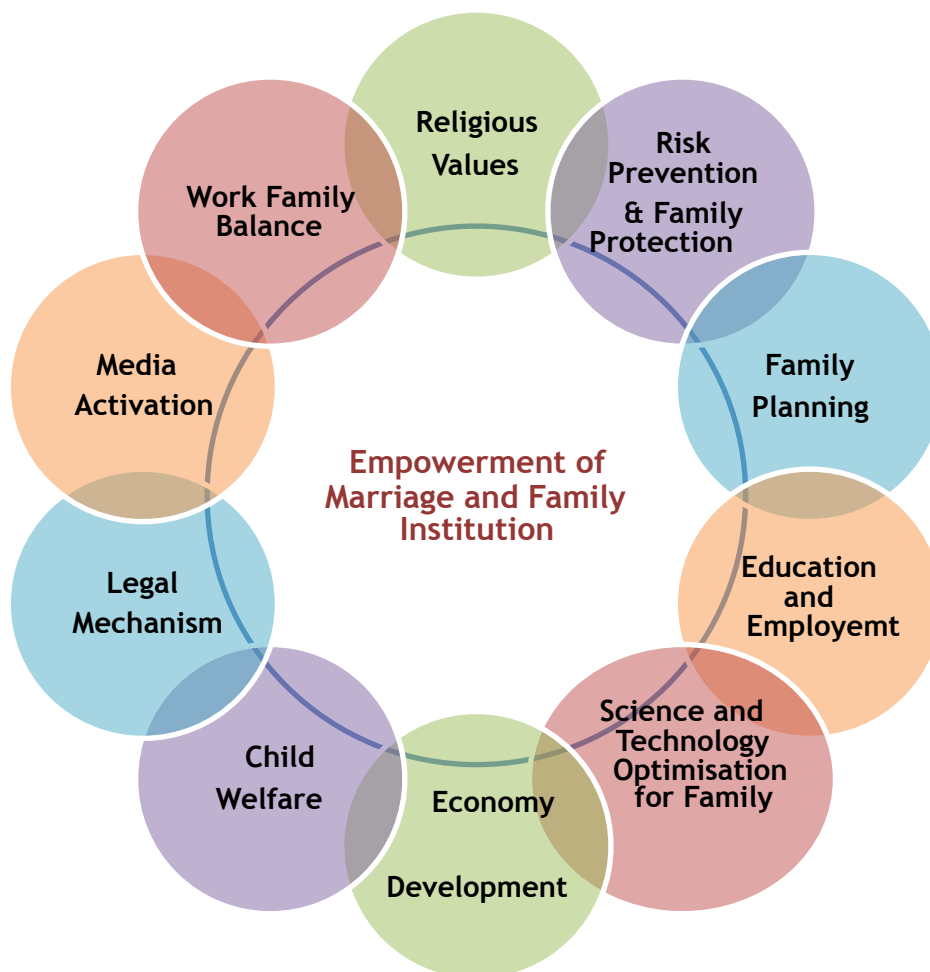 Religious
Values
Risk
Prevention
& Family
Protection
Family
Planning
Education
and
Employemt
Science and
Technology
Optimisation
for Family
Economy
Development
Child
Welfare
Legal
Mechanism
Media
Activation
Work Family
Balance
Empowerment of
Marriage and Family
Institution